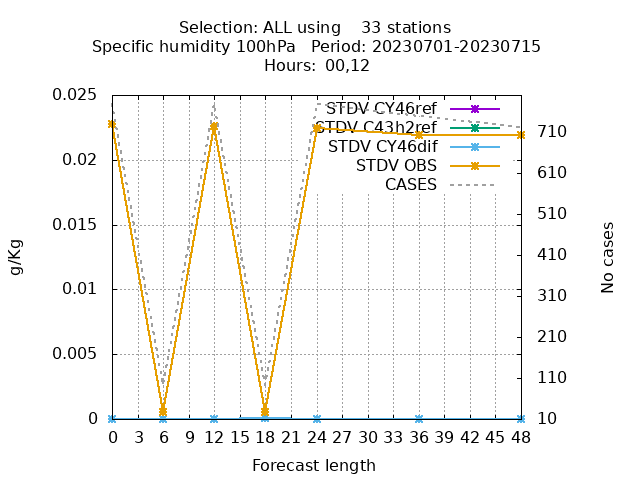 Selection: ALL using    33 stations
Specific humidity 100hPa   Period: 20230701-20230715
Hours: 00,12
0.025
0.02
0.015
0.01
0.005
0
g/Kg
STDV CY46ref
STDV C43h2ref
STDV CY46dif
STDV OBS
CASES
710
610
510
410
310
210
110
10
No cases
0 3 6 9 12 15 18 21 24 27 30 33 36 39 42 45 48
Forecast length